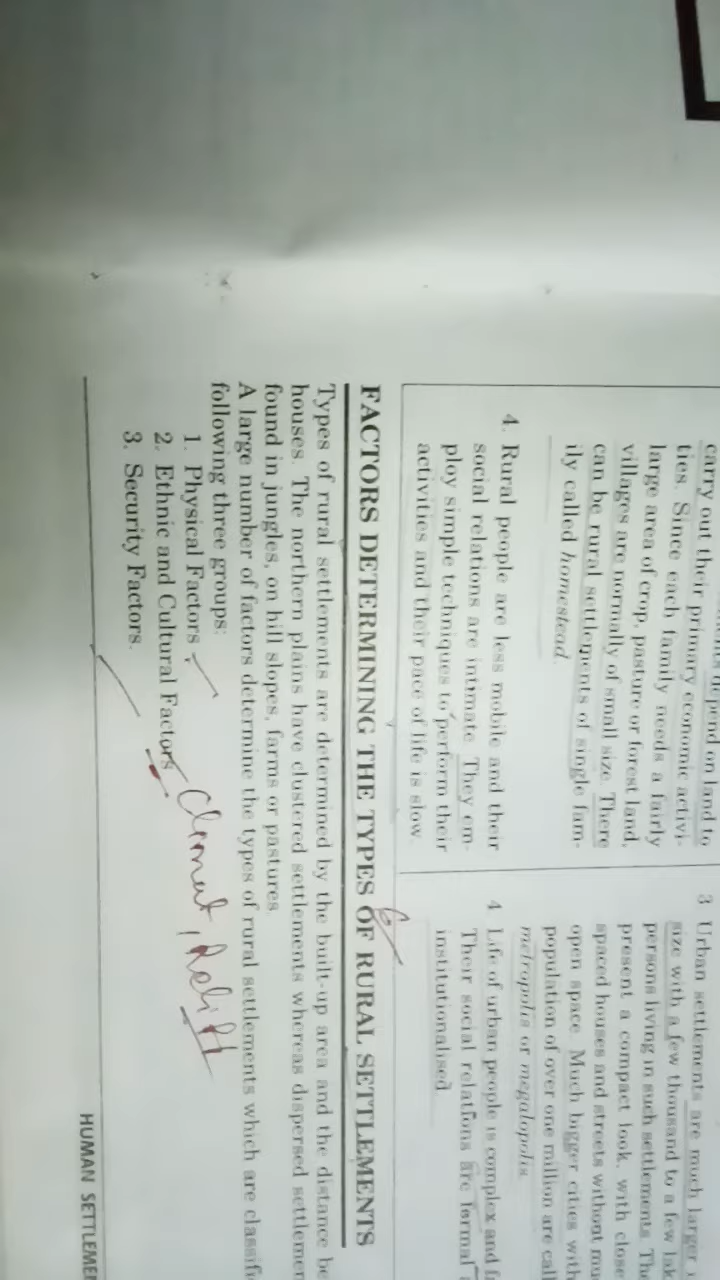 depend on land to
carry out their primary economic activi-
ties. Since each family needs a fairly
large area of crop, pasture or forest land,
villages are normally of small size. There
can be rural settlements of single fam-
ily called homestead.
4. Rural people are less mobile and their
social relations are intimate. They em-
ploy simple techniques to perform their
activities and their pace of life is slow.
3 Urban settlements are much larger
size with a few thousand to a few
persons living in such settlements.
present a compact look, with
spaced houses and streets without
open space. Much bigger cities with
population of over one million are
metropolis or megalopolis.
4 Life of urban people is complex and
Their social relations are formal
institutionalised.
FACTORS DETERMINING THE TYPES OF RURAL SETTLEMENTS
Types of rural settlements are determined by the built-up area and the distance
houses. The northern plains have clustered settlements whereas dispersed
found in jungles, on hill slopes, farms or pastures
A large number of factors determine the types of rural settlements which are
following three groups:
1. Physical Factors
2. Ethnic and Cultural Factors
3. Security Factors.
HUMAN